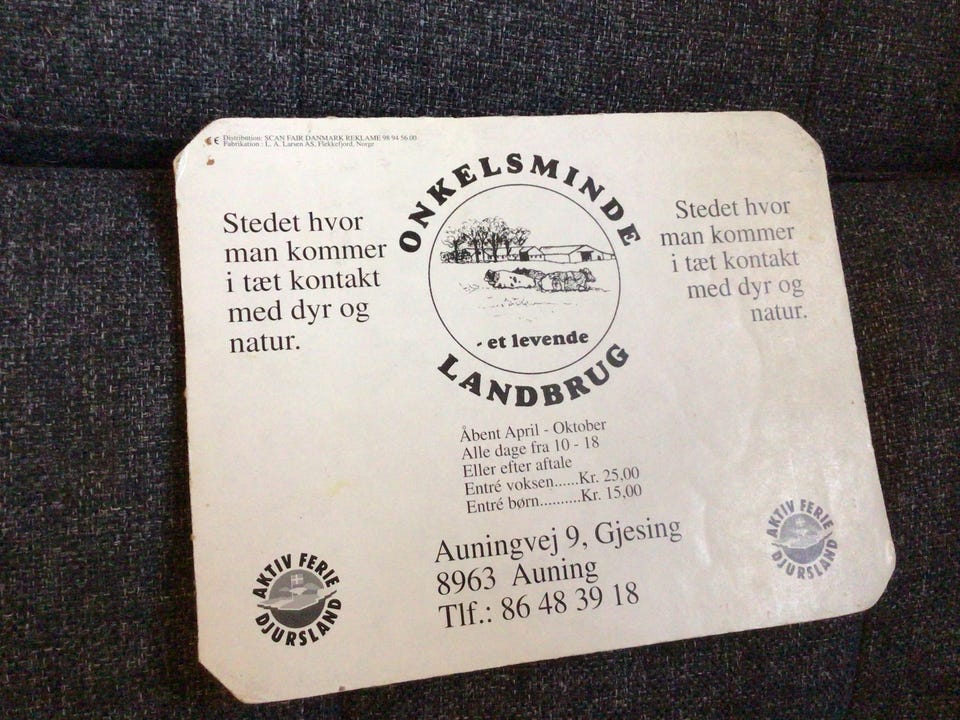 Distribution: SCAN FAIR DANMARK REKLAME 98 94 56 00
Fabrikation : L. A. Larsen AS, Flekkefjord, Norge
ONKELSMINDE
- et levende
LANDBRUG
Stedet hvor
man kommer
i tæt kontakt
med dyr og
natur.
Stedet hvor
man kommer
i tæt kontakt
med dyr og
natur.
Åbent April - Oktober
Alle dage fra 10 - 18
Eller efter aftale
Entré voksen......Kr. 25,00
Entré børn..........Kr. 15,00
Auningvej 9, Gjesing
8963 Auning
Tlf.: 86 48 39 18
AKTIV FERIE
DJURSLAND
AKTIV FERIE
DJURSLAND